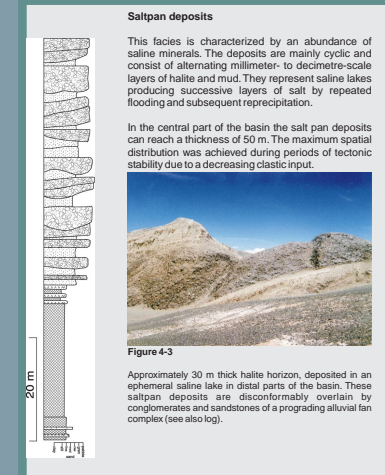 Saltpan deposits
This facies is characterized by an abundance of
saline minerals. The deposits are mainly cyclic and
consist of alternating millimeter- to decimetre-scale
layers of halite and mud. They represent saline lakes
producing successive layers of salt by repeated
flooding and subsequent reprecipitation.
In the central part of the basin the salt pan deposits
can reach a thickness of 50 m. The maximum spatial
distribution was achieved during periods of tectonic
stability due to a decreasing clastic input.
Figure 4-3
Approximately 30 m thick halite horizon, deposited in an
ephemeral saline lake in distal parts of the basin. These
saltpan deposits are disconformably overlain by
conglomerates and sandstones of a prograding alluvial fan
complex (see also log).
20 m
sand